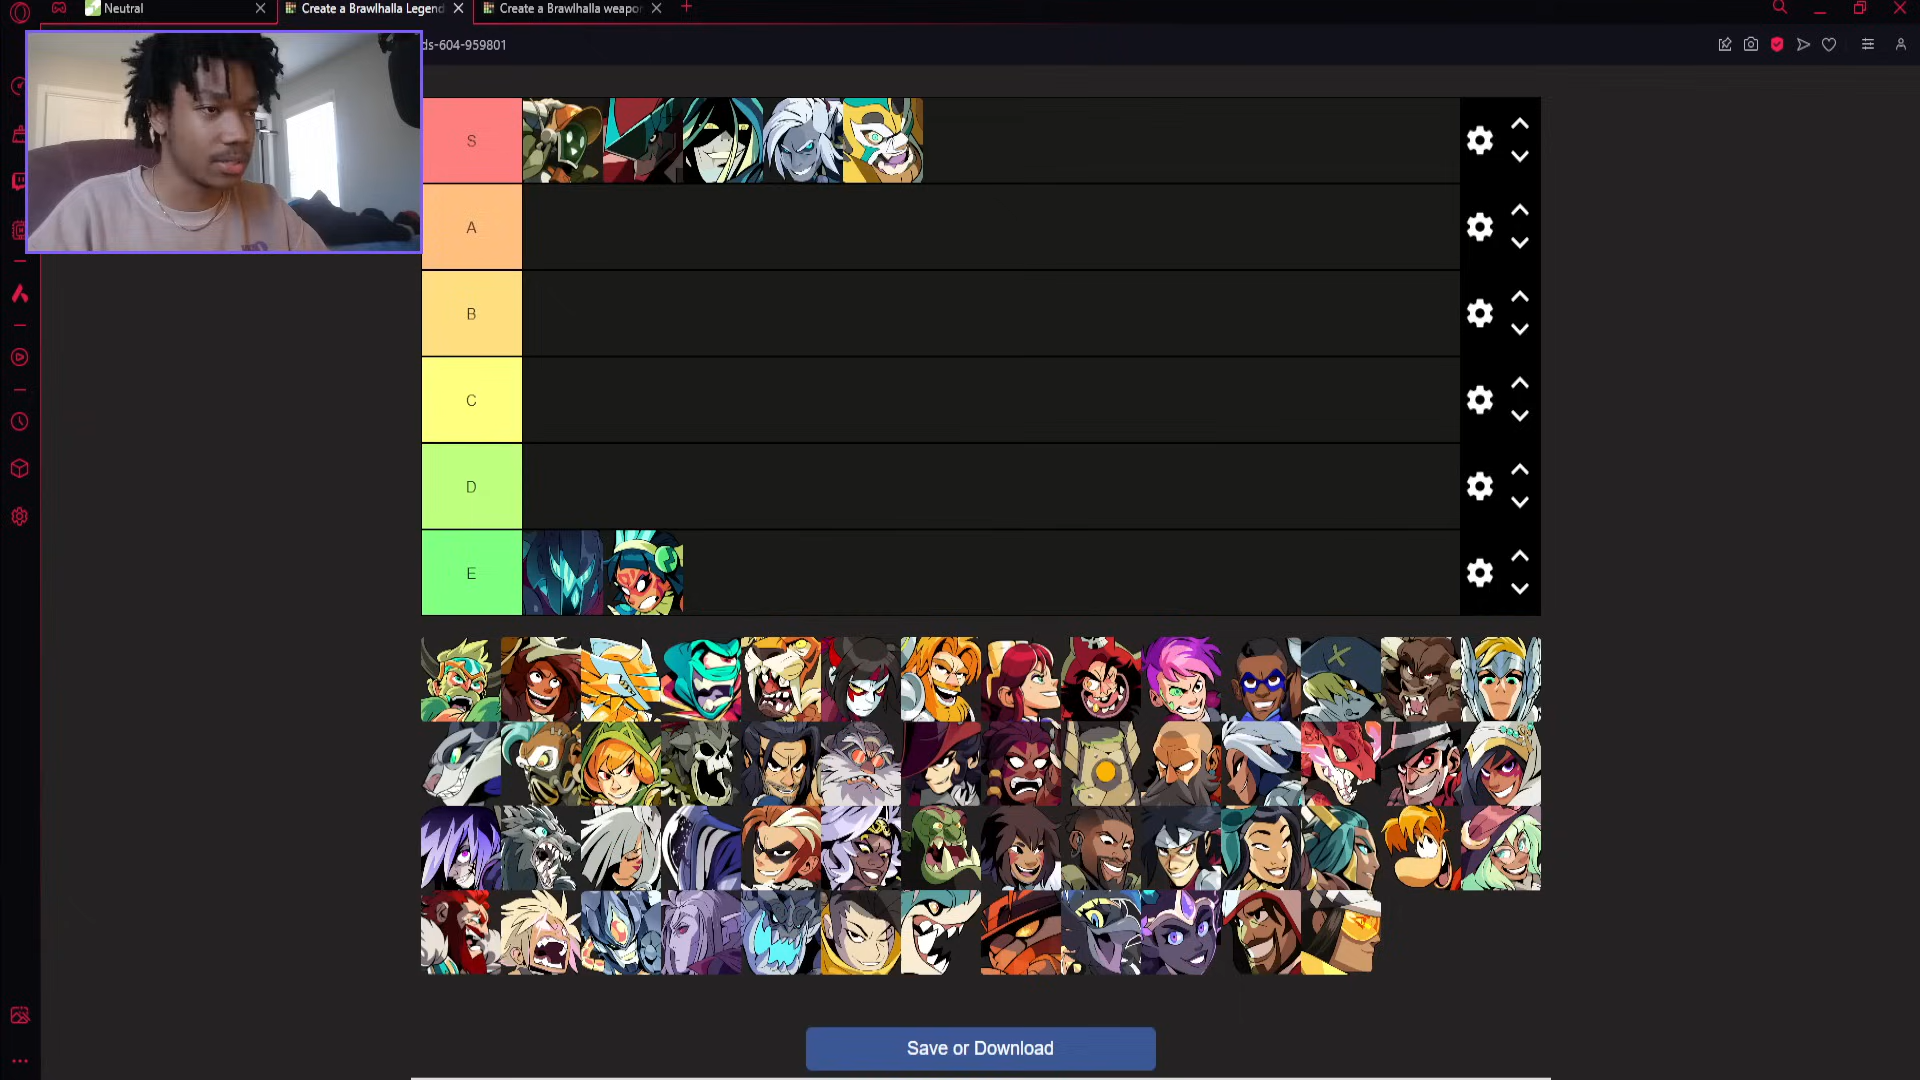 Neutral
Create a Brawlhalla Legend
Create a Brawlhalla weapon
ds-604-959801
S
A
B
C
D
E
Save or Download